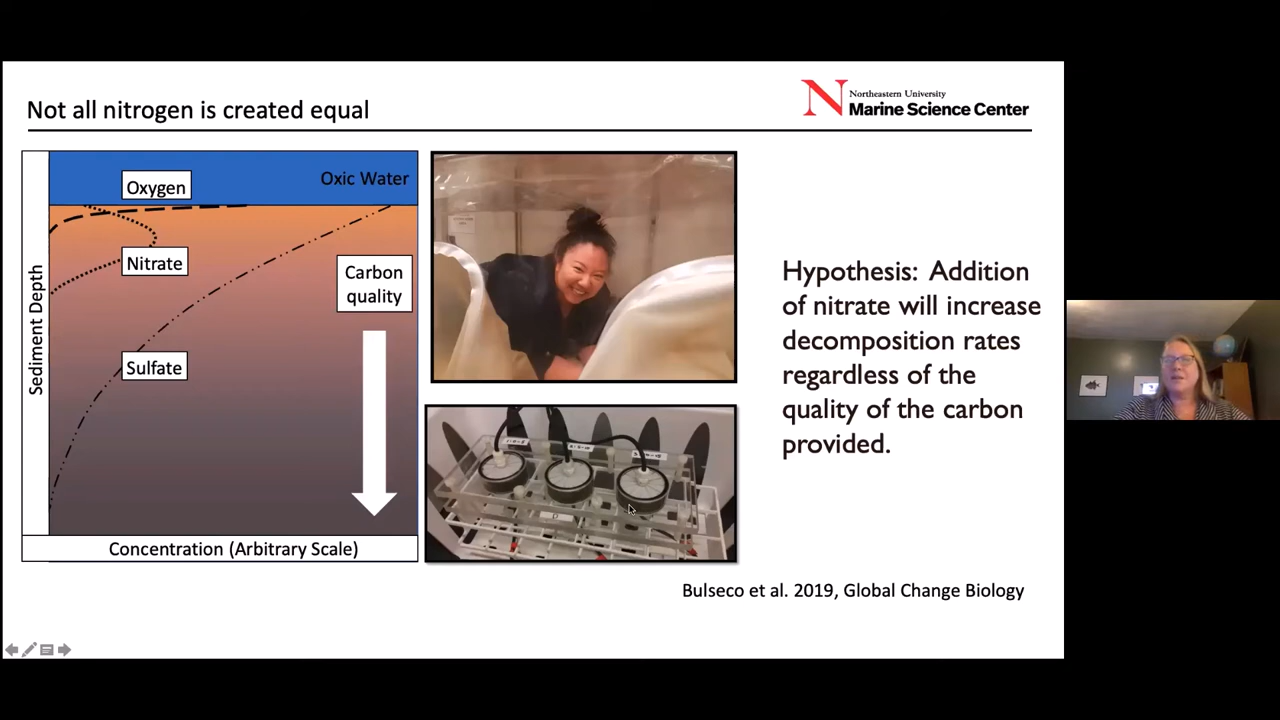 Not all nitrogen is created equal
Northeastern University
Marine Science Center
Oxygen
Oxic Water
Nitrate
Carbon
quality
Sulfate
Sediment Depth
Concentration (Arbitrary Scale)
Hypothesis: Addition
of nitrate will increase
decomposition rates
regardless of the
quality of the carbon
provided.
Bulseco et al. 2019, Global Change Biology